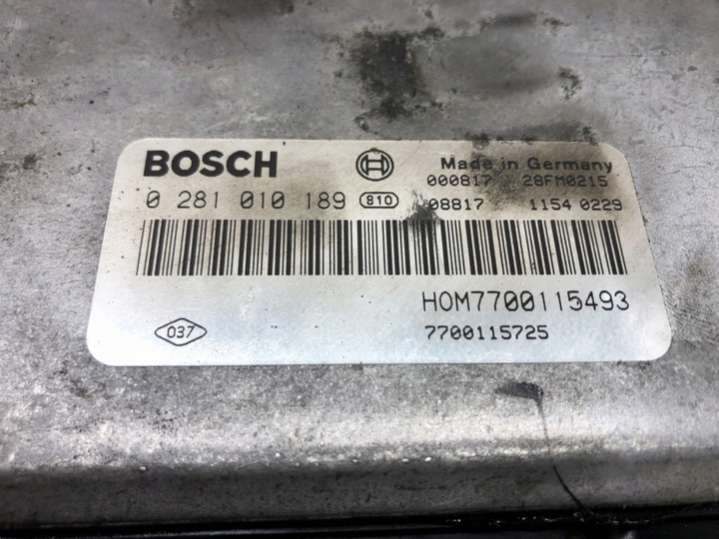 BOSCH
Made in Germany
000817 28FM0215
0 281 010 189 810
08817 1154 0229
HOM7700115493
037
7700115725